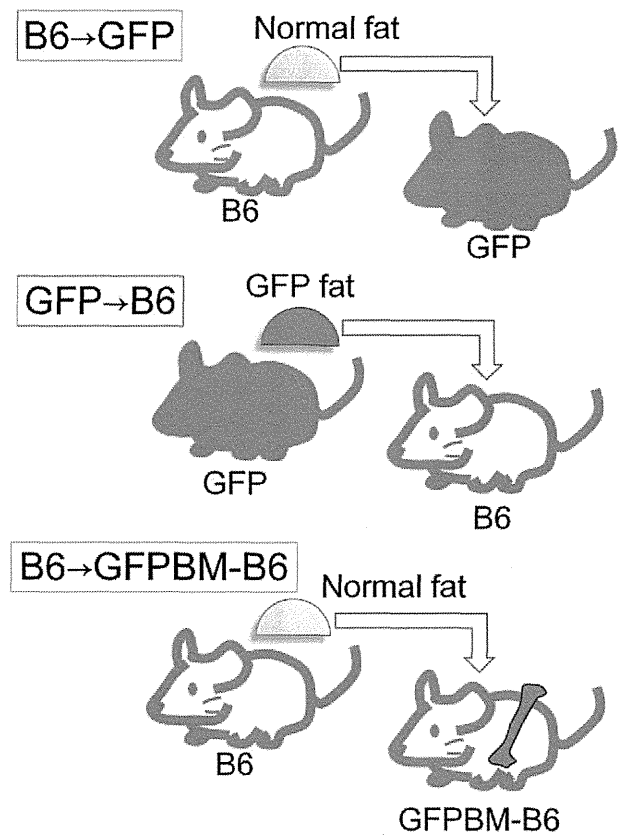 B6→GFP
Normal fat
B6
GFP
GFP→B6
GFP fat
GFP
B6
B6→GFPBM-B6
Normal fat
B6
GFPBM-B6